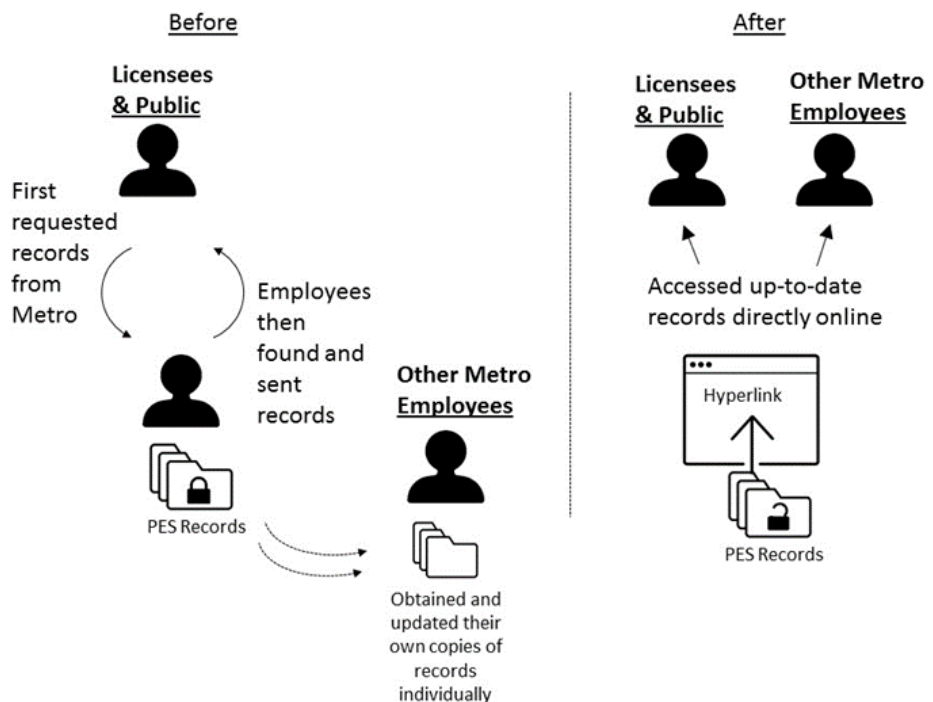 Before
Licensees
& Public
First
requested
records
from
Metro
Employees
then
found and
sent
records
PES Records
Other Metro
Employees
Obtained and
updated their
own copies of
records
individually
After
Licensees
& Public
Other Metro
Employees
Accessed up-to-date
records directly online
Hyperlink
PES Records